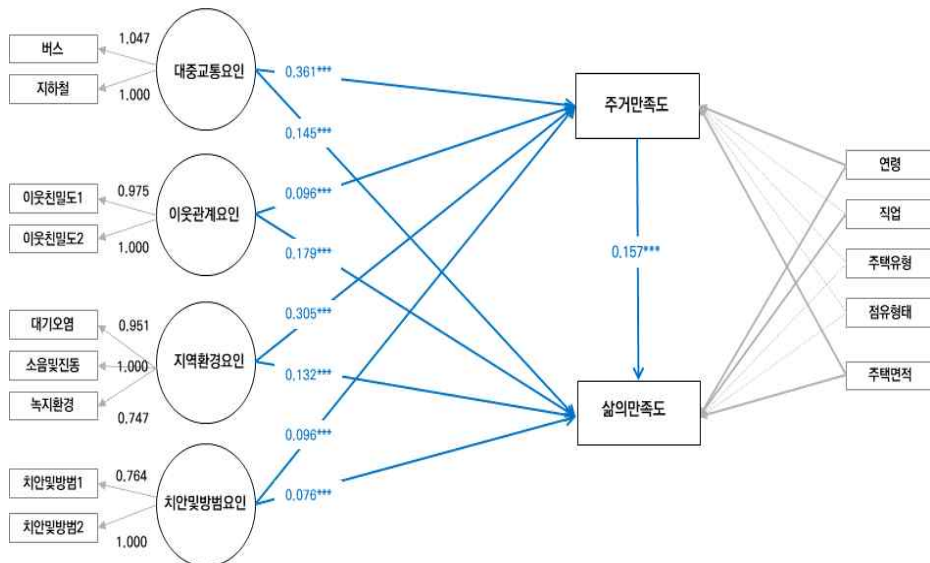 버스
지하철
1.047
1.000
대중교통요인
이웃친밀도1
이웃친밀도2
0.975
1.000
이웃관계요인
대기오염
소음및진동
녹지환경
0.951
1.000
0.747
지역환경요인
치안및방범1
치안및방범2
0.764
1.000
치안및방범요인
0.361***
0.145***
0.096***
0.179***
0.305***
0.132***
0.096***
0.076***
주거만족도
0.157***
삶의만족도
연령
직업
주택유형
점유형태
주택면적